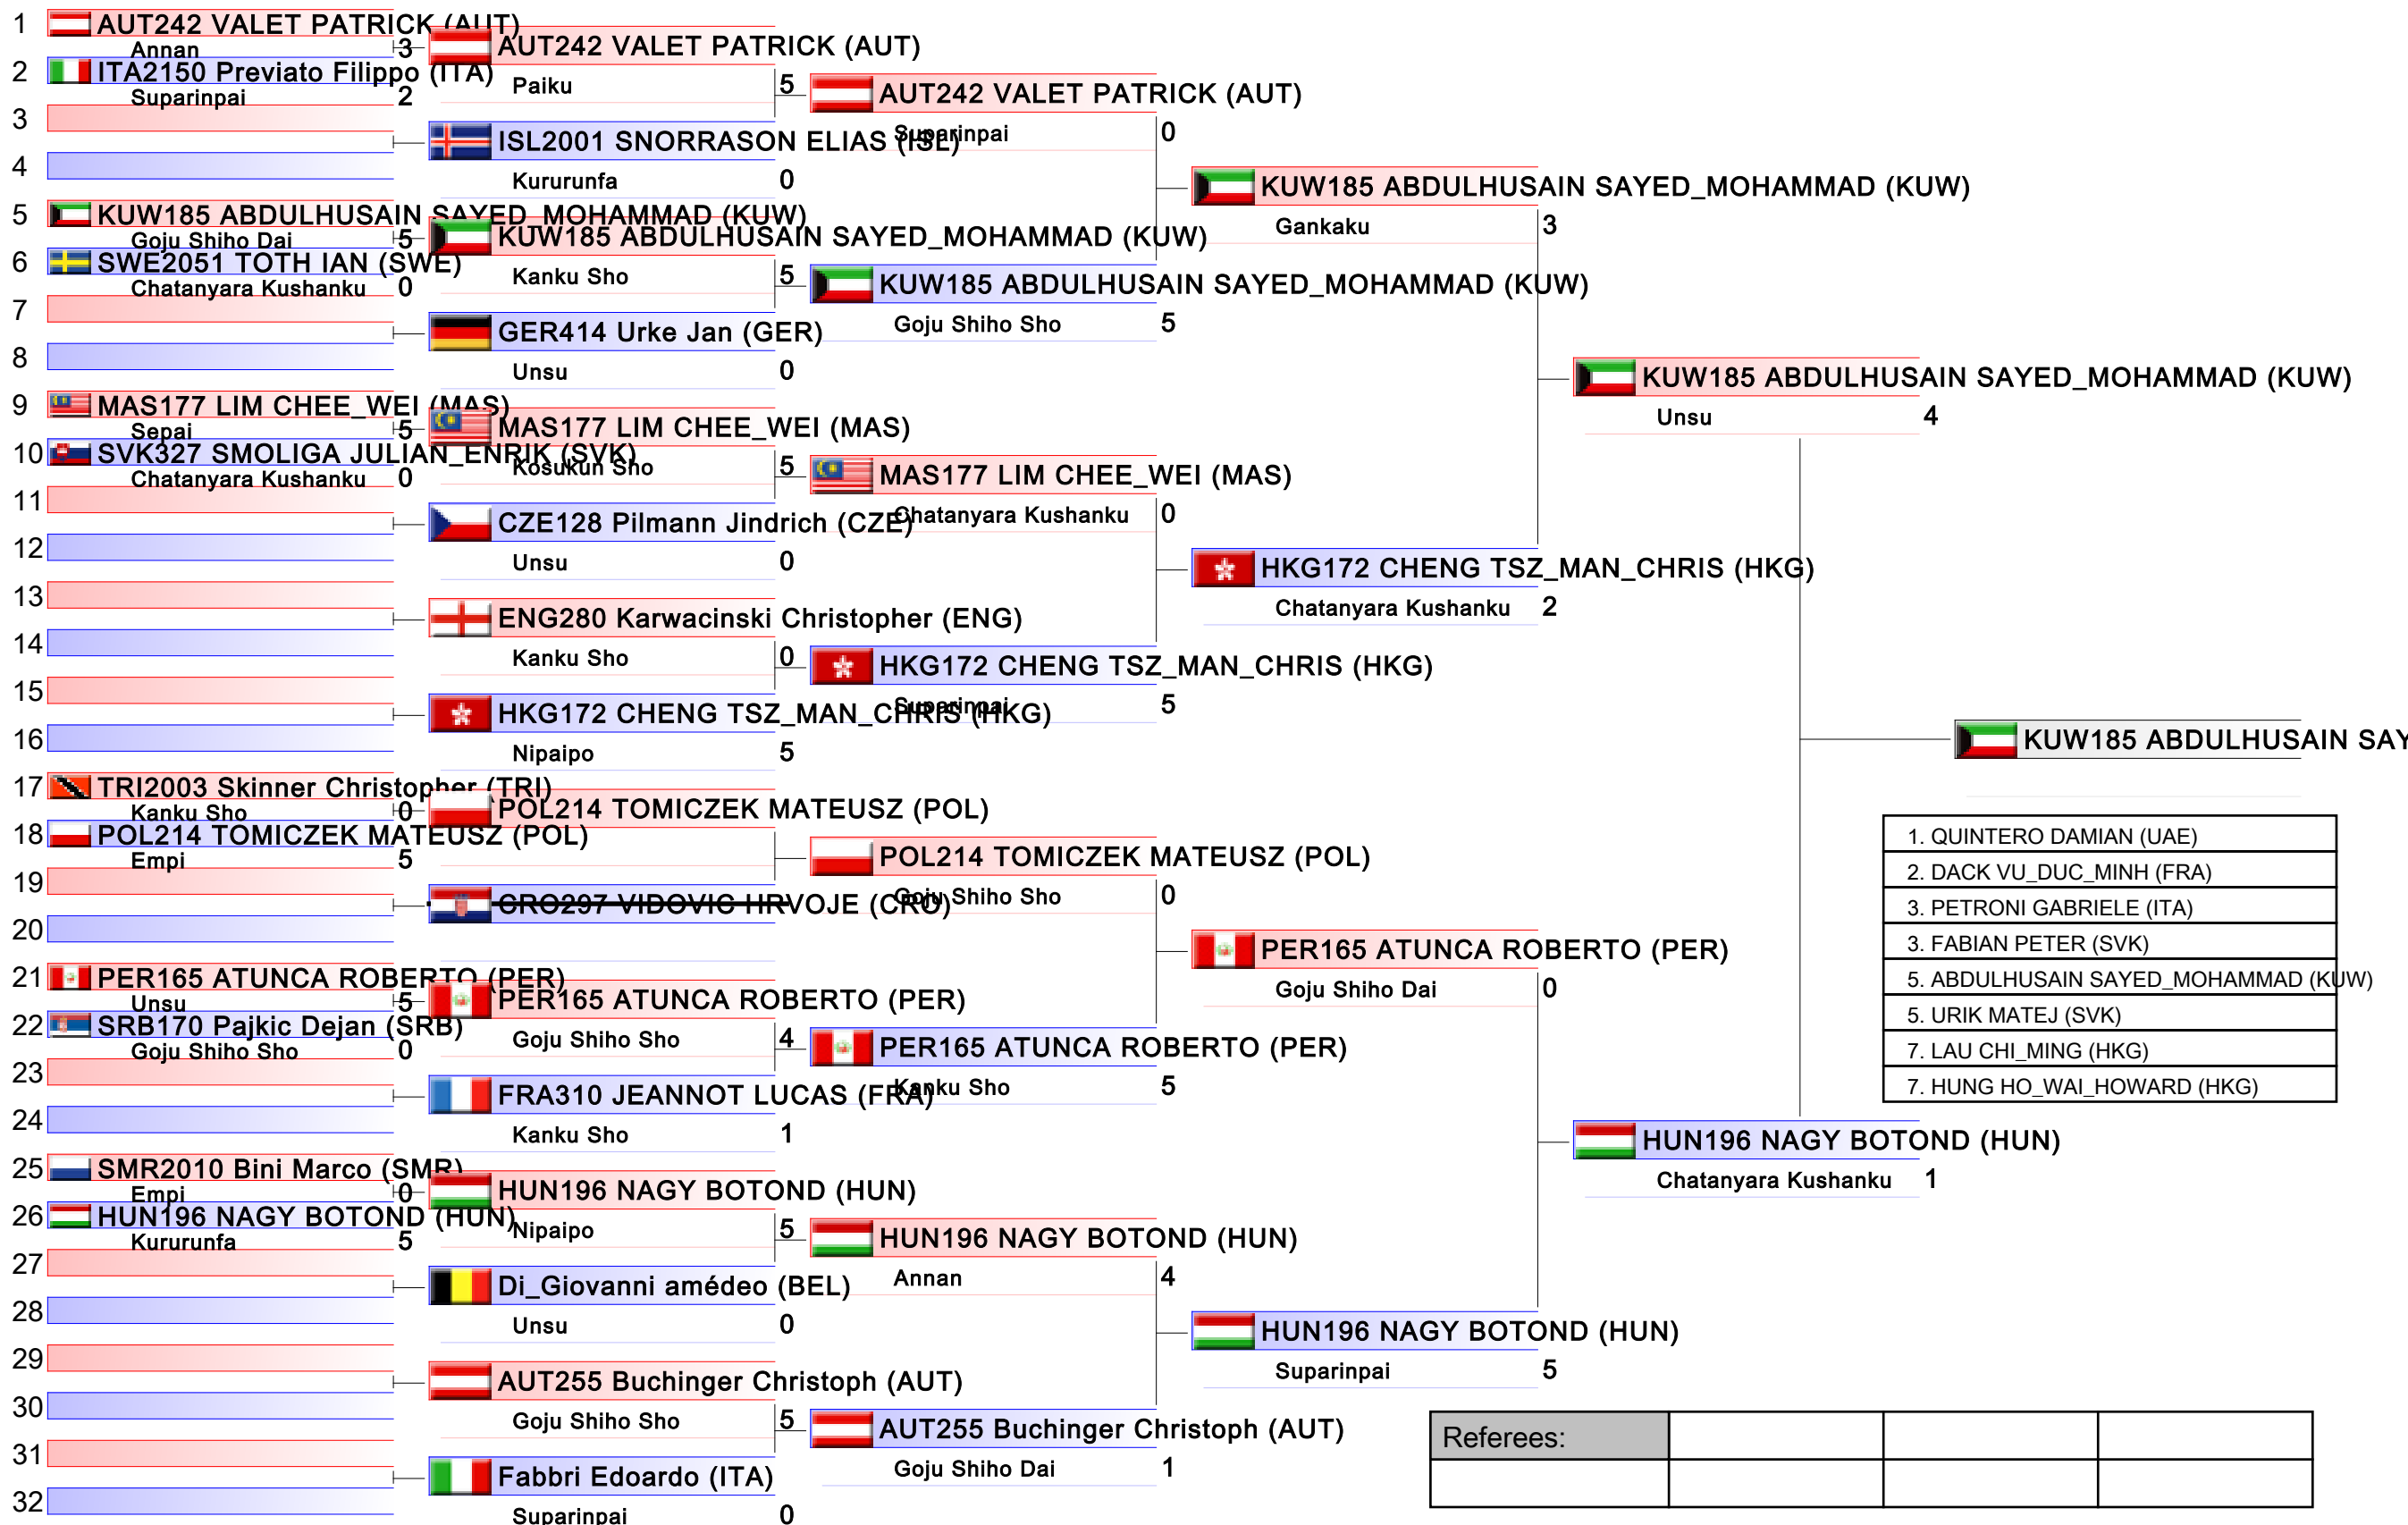 1 AUT242 VALET PATRICK (AUT)
Annan 3
2 ITA2150 Previato Filippo (ITA)
Suparinpai 2
3
4
5 KUW185 ABDULHUSAIN SAYED_MOHAMMAD (KUW)
Goju Shiho Dai 5
6 SWE2051 TOTH IAN (SWE)
Chatanyara Kushanku 0
7
8
9 MAS177 LIM CHEE_WEI (MAS)
Sepai 5
10 SVK327 SMOLIGA JULIAN_ENRIK (SVK)
Chatanyara Kushanku 0
11
12
13
14
15
16
17 TRI2003 Skinner Christopher (TRI)
Kanku Sho 0
18 POL214 TOMICZEK MATEUSZ (POL)
Empi 5
19
20
21 PER165 ATUNCA ROBERTO (PER)
Unsu 5
22 SRB170 Pajkic Dejan (SRB)
Goju Shiho Sho 0
23
24
25 SMR2010 Bini Marco (SMR)
Empi 0
26 HUN196 NAGY BOTOND (HUN)
Kururunfa 5
27
28
29
30
31
32
AUT242 VALET PATRICK (AUT)
Paiku 5
ISL2001 SNORRASON ELIAS (ISL)
Kururunfa 0
KUW185 ABDULHUSAIN SAYED_MOHAMMAD (KUW)
Kanku Sho 5
GER414 Urke Jan (GER)
Unsu 0
MAS177 LIM CHEE_WEI (MAS)
Kosukun Sho 5
CZE128 Pilmann Jindrich (CZE)
Unsu 0
ENG280 Karwacinski Christopher (ENG)
Kanku Sho 0
HKG172 CHENG TSZ_MAN_CHRIS (HKG)
Nipaipo 5
POL214 TOMICZEK MATEUSZ (POL)
CRO297 VIDOVIC HRVOJE (CRO)
PER165 ATUNCA ROBERTO (PER)
Goju Shiho Sho 4
FRA310 JEANNOT LUCAS (FRA)
Kanku Sho 1
HUN196 NAGY BOTOND (HUN)
Nipaipo 5
Di_Giovanni amédeo (BEL)
Unsu 0
AUT255 Buchinger Christoph (AUT)
Goju Shiho Sho 5
Fabbri Edoardo (ITA)
Suparinpai 0
AUT242 VALET PATRICK (AUT)
Suparinpai 0
KUW185 ABDULHUSAIN SAYED_MOHAMMAD (KUW)
Goju Shiho Sho 5
MAS177 LIM CHEE_WEI (MAS)
Chatanyara Kushanku 0
HKG172 CHENG TSZ_MAN_CHRIS (HKG)
Suparinpai 5
POL214 TOMICZEK MATEUSZ (POL)
Goju Shiho Sho 0
PER165 ATUNCA ROBERTO (PER)
Kanku Sho 5
HUN196 NAGY BOTOND (HUN)
Annan 4
AUT255 Buchinger Christoph (AUT)
Goju Shiho Dai 1
KUW185 ABDULHUSAIN SAYED_MOHAMMAD (KUW)
Gankaku 3
HKG172 CHENG TSZ_MAN_CHRIS (HKG)
Chatanyara Kushanku 2
PER165 ATUNCA ROBERTO (PER)
Goju Shiho Dai 0
HUN196 NAGY BOTOND (HUN)
Suparinpai 5
KUW185 ABDULHUSAIN SAYED_MOHAMMAD (KUW)
Unsu 4
HUN196 NAGY BOTOND (HUN)
Chatanyara Kushanku 1
KUW185 ABDULHUSAIN SAY
1. QUINTERO DAMIAN (UAE)
2. DACK VU_DUC_MINH (FRA)
3. PETRONI GABRIELE (ITA)
3. FABIAN PETER (SVK)
5. ABDULHUSAIN SAYED_MOHAMMAD (KUW)
5. URIK MATEJ (SVK)
7. LAU CHI_MING (HKG)
7. HUNG HO_WAI_HOWARD (HKG)
Referees: